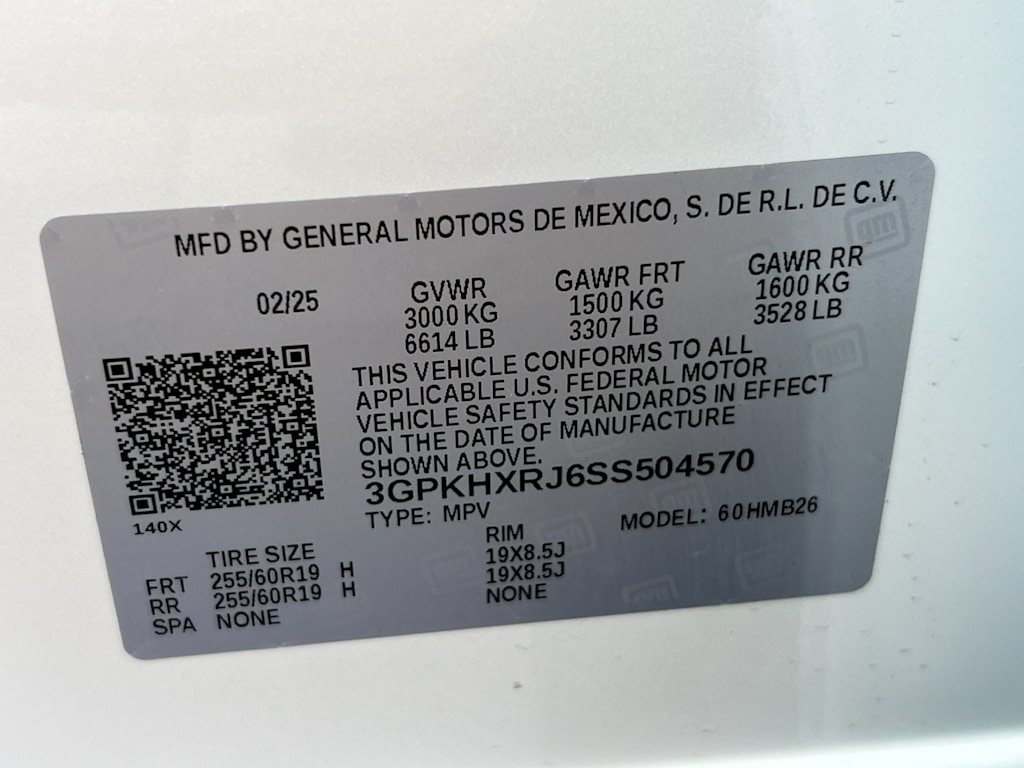 MFD BY GENERAL MOTORS DE MEXICO, S. DE R.L. DE C.V.
02/25 GVWR GAWR FRT GAWR RR
3000 KG 1500 KG 1600 KG
6614 LB 3307 LB 3528 LB
THIS VEHICLE CONFORMS TO ALL
APPLICABLE U.S. FEDERAL MOTOR
VEHICLE SAFETY STANDARDS IN EFFECT
ON THE DATE OF MANUFACTURE
SHOWN ABOVE.
3GPKHXRJ6SS504570
140X
TYPE: MPV MODEL: 60HMB26
TIRE SIZE RIM
FRT 255/60R19 H 19X8.5J
RR 255/60R19 H 19X8.5J
SPA NONE NONE
gm